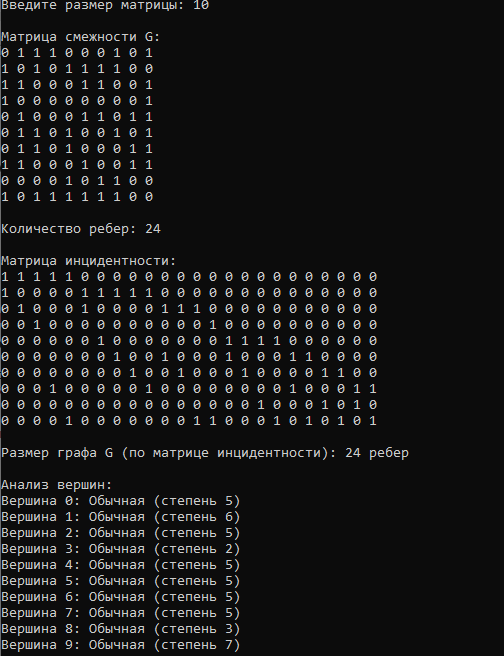 Введите размер матрицы: 10
Матрица смежности G:
0 1 1 1 0 0 0 1 0 1
1 0 1 0 1 1 1 1 0 0
1 1 0 0 0 1 1 0 0 1
1 0 0 0 0 0 0 0 0 1
0 1 0 0 0 1 1 0 1 1
0 1 1 0 1 0 0 1 0 1
0 1 1 0 1 0 0 0 1 1
1 1 0 0 0 1 0 0 1 1
0 0 0 0 1 0 1 1 0 0
1 0 1 1 1 1 1 1 0 0
Количество ребер: 24
Матрица инцидентности:
1 1 1 1 1 0 0 0 0 0 0 0 0 0 0 0 0 0 0 0 0 0 0 0
1 0 0 0 0 1 1 1 1 1 0 0 0 0 0 0 0 0 0 0 0 0 0 0
0 1 0 0 0 1 0 0 0 0 1 1 1 0 0 0 0 0 0 0 0 0 0 0
0 0 1 0 0 0 0 0 0 0 0 0 0 1 0 0 0 0 0 0 0 0 0 0
0 0 0 0 0 0 1 0 0 0 0 0 0 0 1 1 1 1 0 0 0 0 0 0
0 0 0 0 0 0 0 1 0 0 1 0 0 0 1 0 0 0 1 1 0 0 0 0
0 0 0 0 0 0 0 0 1 0 0 1 0 0 0 1 0 0 0 0 1 1 0 0
0 0 0 1 0 0 0 0 0 1 0 0 0 0 0 0 0 0 1 0 0 0 1 1
0 0 0 0 0 0 0 0 0 0 0 0 0 0 0 0 1 0 0 0 1 0 1 0
0 0 0 0 1 0 0 0 0 0 0 0 1 1 0 0 0 1 0 1 0 1 0 1
Размер графа G (по матрице инцидентности): 24 ребер
Анализ вершин:
Вершина 0: Обычная (степень 5)
Вершина 1: Обычная (степень 6)
Вершина 2: Обычная (степень 5)
Вершина 3: Обычная (степень 2)
Вершина 4: Обычная (степень 5)
Вершина 5: Обычная (степень 5)
Вершина 6: Обычная (степень 5)
Вершина 7: Обычная (степень 5)
Вершина 8: Обычная (степень 3)
Вершина 9: Обычная (степень 7)